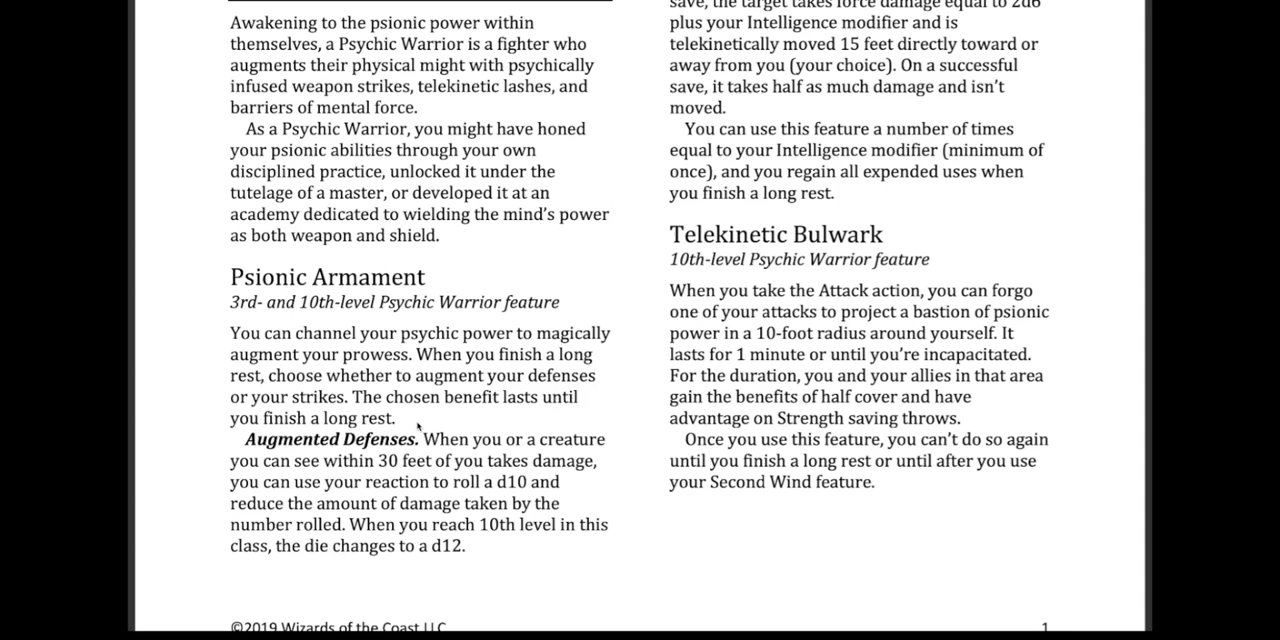 Awakening to the psionic power within
themselves, a Psychic Warrior is a fighter who
augments their physical might with psychically
infused weapon strikes, telekinetic lashes, and
barriers of mental force.
As a Psychic Warrior, you might have honed
your psionic abilities through your own
disciplined practice, unlocked it under the
tutelage of a master, or developed it at an
academy dedicated to wielding the mind's power
as both weapon and shield.
Psionic Armament
3rd- and 10th-level Psychic Warrior feature
You can channel your psychic power to magically
augment your prowess. When you finish a long
rest, choose whether to augment your defenses
or your strikes. The chosen benefit lasts until
you finish a long rest.
Augmented Defenses. When you or a creature
you can see within 30 feet of you takes damage,
you can use your reaction to roll a d10 and
reduce the amount of damage taken by the
number rolled. When you reach 10th level in this
class, the die changes to a d12.
save, the target takes force damage equal to 2d6
plus your Intelligence modifier and is
telekinetically moved 15 feet directly toward or
away from you (your choice). On a successful
save, it takes half as much damage and isn't
moved.
You can use this feature a number of times
equal to your Intelligence modifier (minimum of
once), and you regain all expended uses when
you finish a long rest.
Telekinetic Bulwark
10th-level Psychic Warrior feature
When you take the Attack action, you can forgo
one of your attacks to project a bastion of psionic
power in a 10-foot radius around yourself. It
lasts for 1 minute or until you're incapacitated.
For the duration, you and your allies in that area
gain the benefits of half cover and have
advantage on Strength saving throws.
Once you use this feature, you can't do so again
until you finish a long rest or until after you use
your Second Wind feature.
©2019 Wizards of the Coast LLC
1